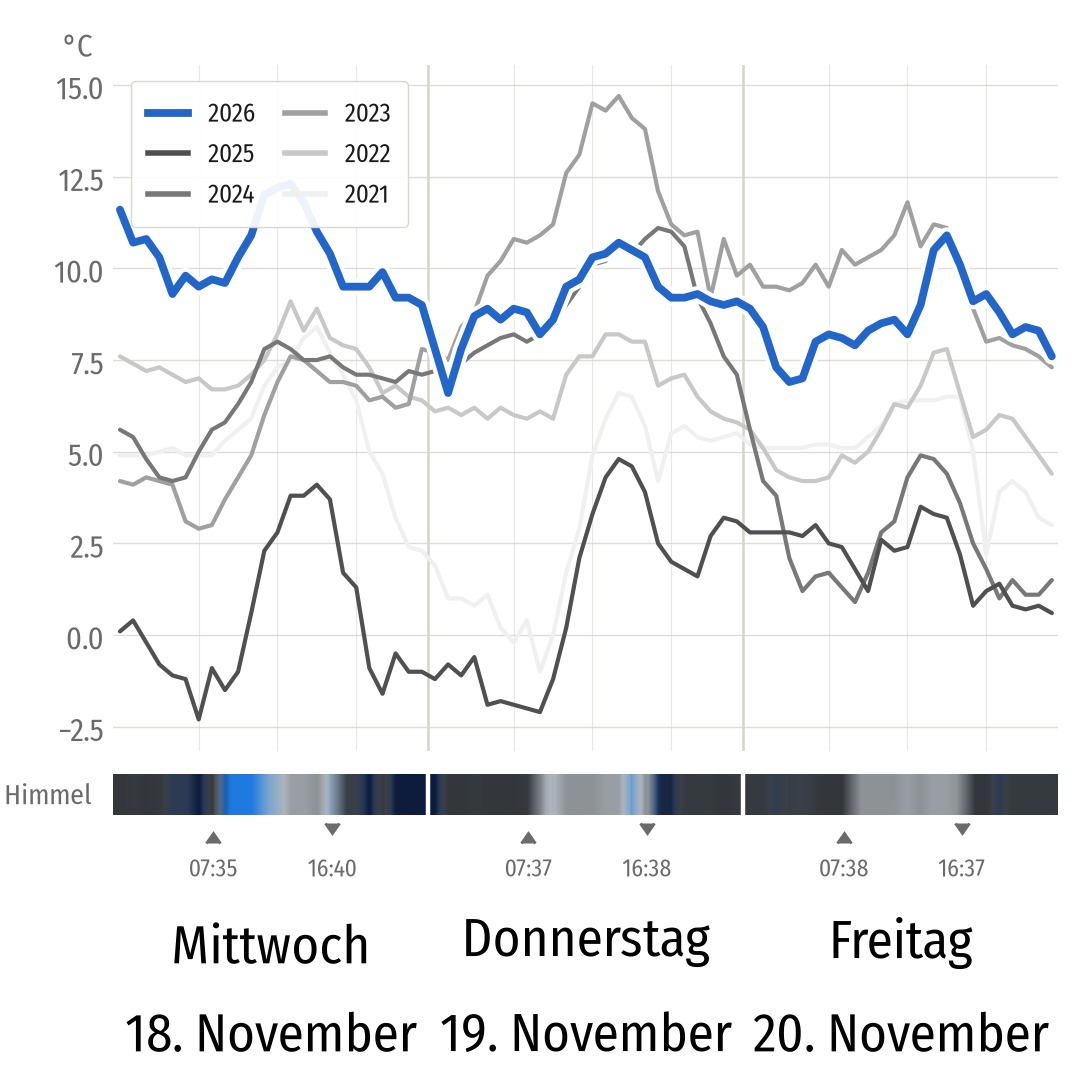 °C
15.0
12.5
10.0
7.5
5.0
2.5
0.0
−2.5
2026 2023
2025 2022
2024 2021
Himmel
07:35 16:40 07:37 16:38 07:38 16:37
Mittwoch Donnerstag Freitag
18. November 19. November 20. November